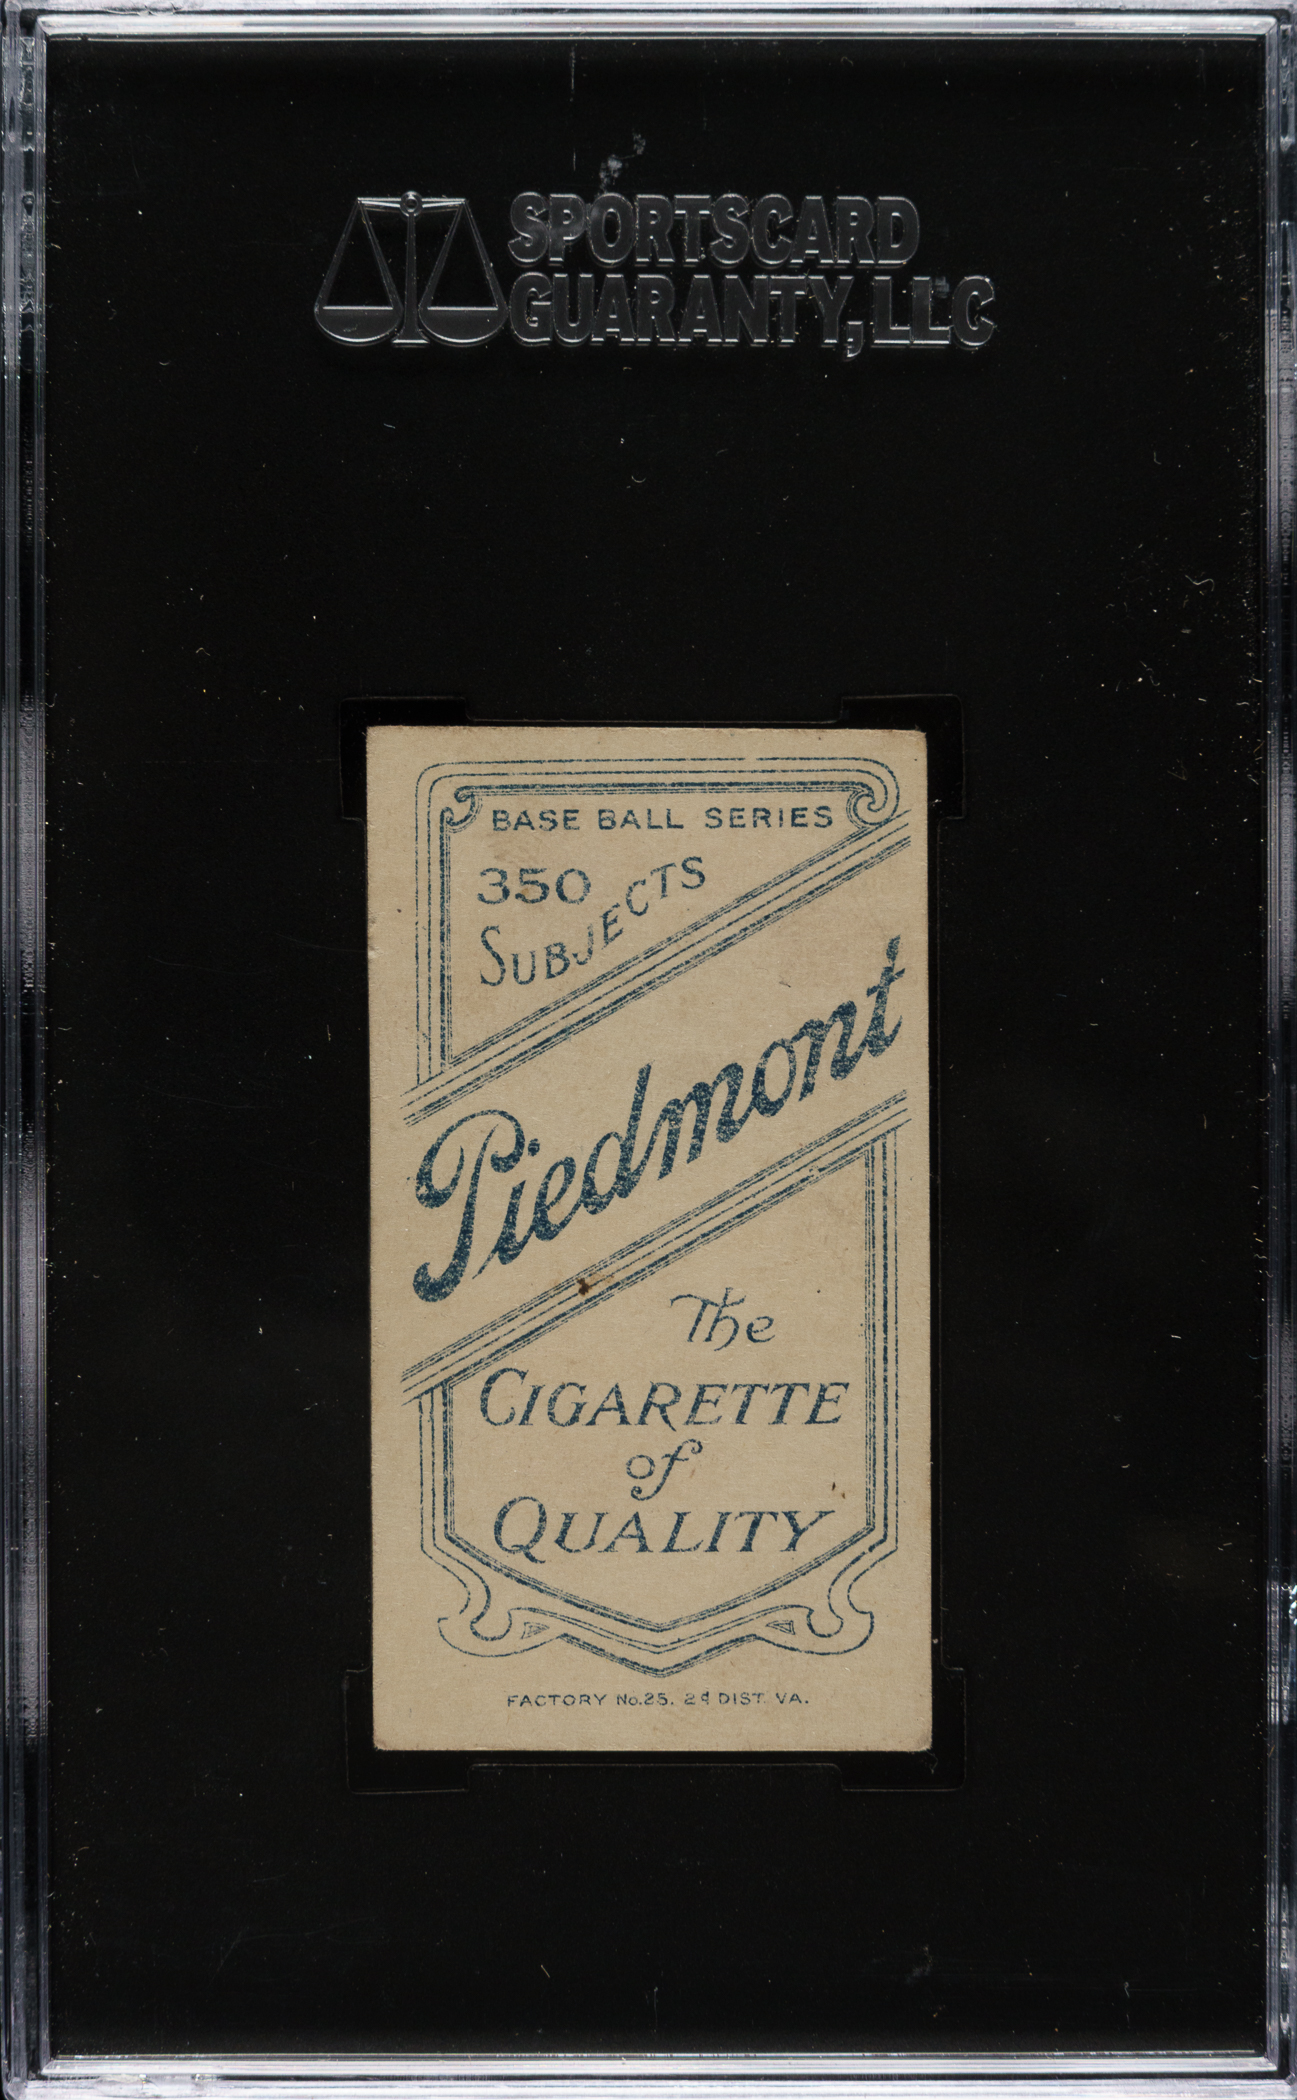 SPORTSCARD
GUARANTY, LLC
BASE BALL SERIES
350
SUBJECTS
Piedmont
The
CIGARETTE
of
QUALITY
FACTORY No.25. 2d DIST. VA.